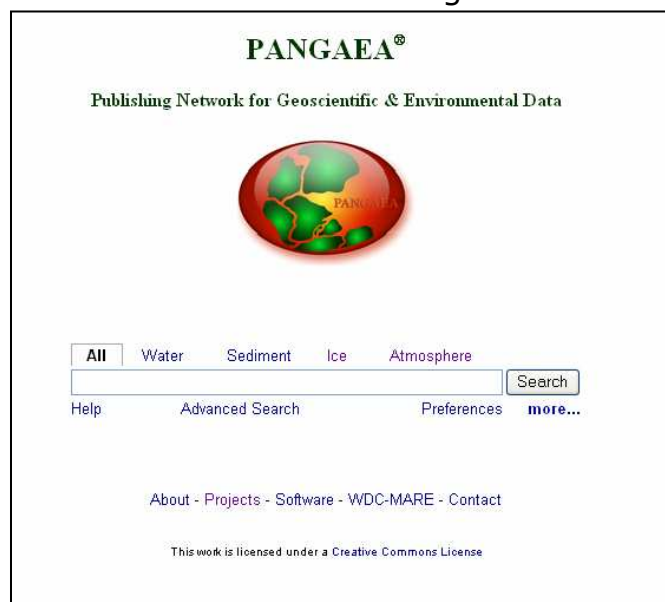 PANGAEA®
Publishing Network for Geoscientific & Environmental Data
PANGAEA
All Water Sediment Ice Atmosphere
Search
Help Advanced Search Preferences more...
About - Projects - Software - WDC-MARE - Contact
This work is licensed under a Creative Commons License